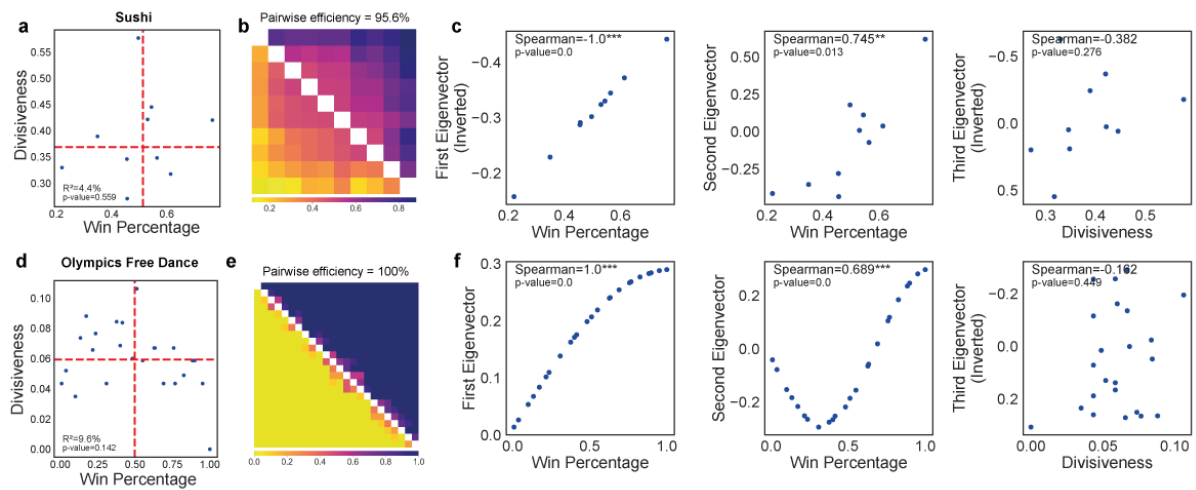 a
Sushi
Divisiveness
0.55
0.50
0.45
0.40
0.35
0.30
R²=4.4%
p-value=0.559
0.2
0.4
0.6
Win Percentage
b
Pairwise efficiency = 95.6%
0.2
0.4
0.6
0.8
c
First Eigenvector
(Inverted)
Spearman=-1.0***
p-value=0.0
−0.4
−0.3
−0.2
0.2
0.4
0.6
Win Percentage
Second Eigenvector
Spearman=0.745**
p-value=0.013
0.50
0.25
0.00
−0.25
0.2
0.4
0.6
Win Percentage
Third Eigenvector
(Inverted)
Spearman=-0.382
p-value=0.276
−0.5
0.0
0.5
0.3
0.4
0.5
Divisiveness
d
Olympics Free Dance
Divisiveness
0.10
0.08
0.06
0.04
0.02
0.00
R²=9.6%
p-value=0.142
0.00
0.25
0.50
0.75
1.00
Win Percentage
e
Pairwise efficiency = 100%
0.0
0.2
0.4
0.6
0.8
1.0
f
First Eigenvector
Spearman=1.0***
p-value=0.0
0.3
0.2
0.1
0.0
0.0
0.5
1.0
Win Percentage
Second Eigenvector
Spearman=0.689***
p-value=0.0
0.2
0.0
−0.2
0.0
0.5
1.0
Win Percentage
Third Eigenvector
(Inverted)
Spearman=-0.162
p-value=0.449
−0.2
0.0
0.2
0.00
0.05
0.10
Divisiveness